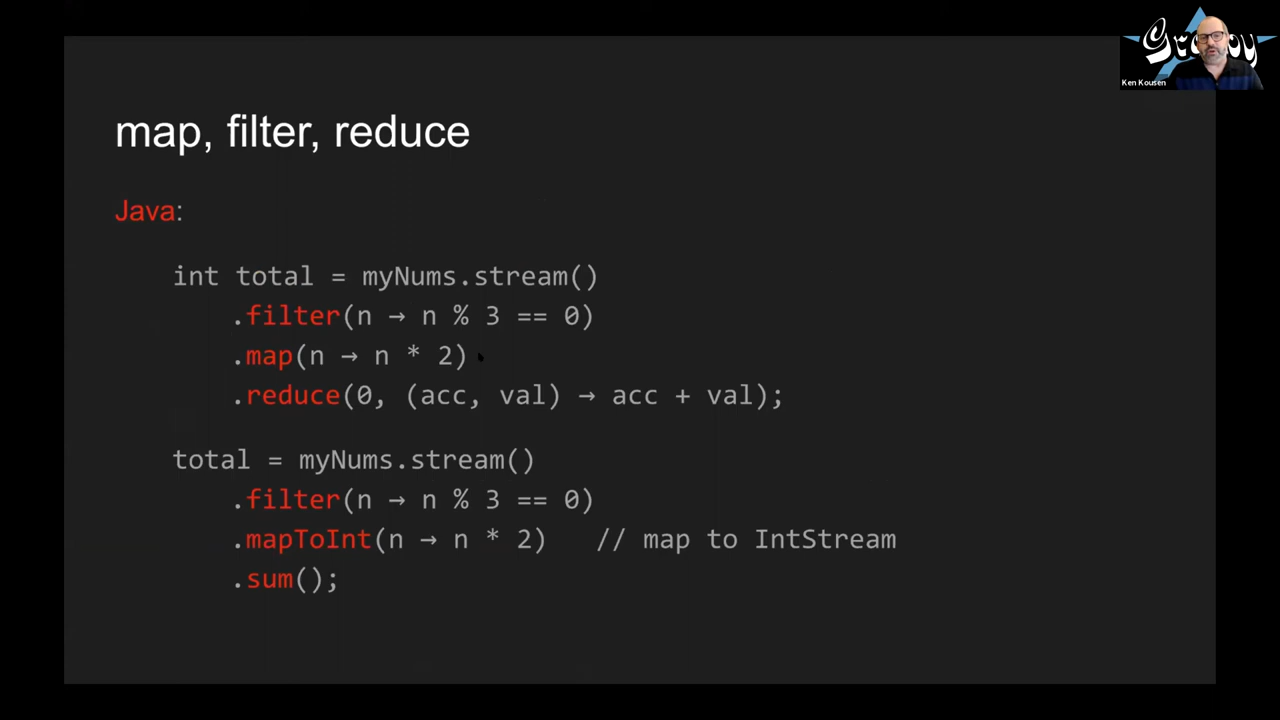 Groovy
Ken Kousen
map, filter, reduce
Java:
int total = myNums.stream()
.filter(n → n % 3 == 0)
.map(n → n * 2)
.reduce(0, (acc, val) → acc + val);
total = myNums.stream()
.filter(n → n % 3 == 0)
.mapToInt(n → n * 2)   // map to IntStream
.sum();